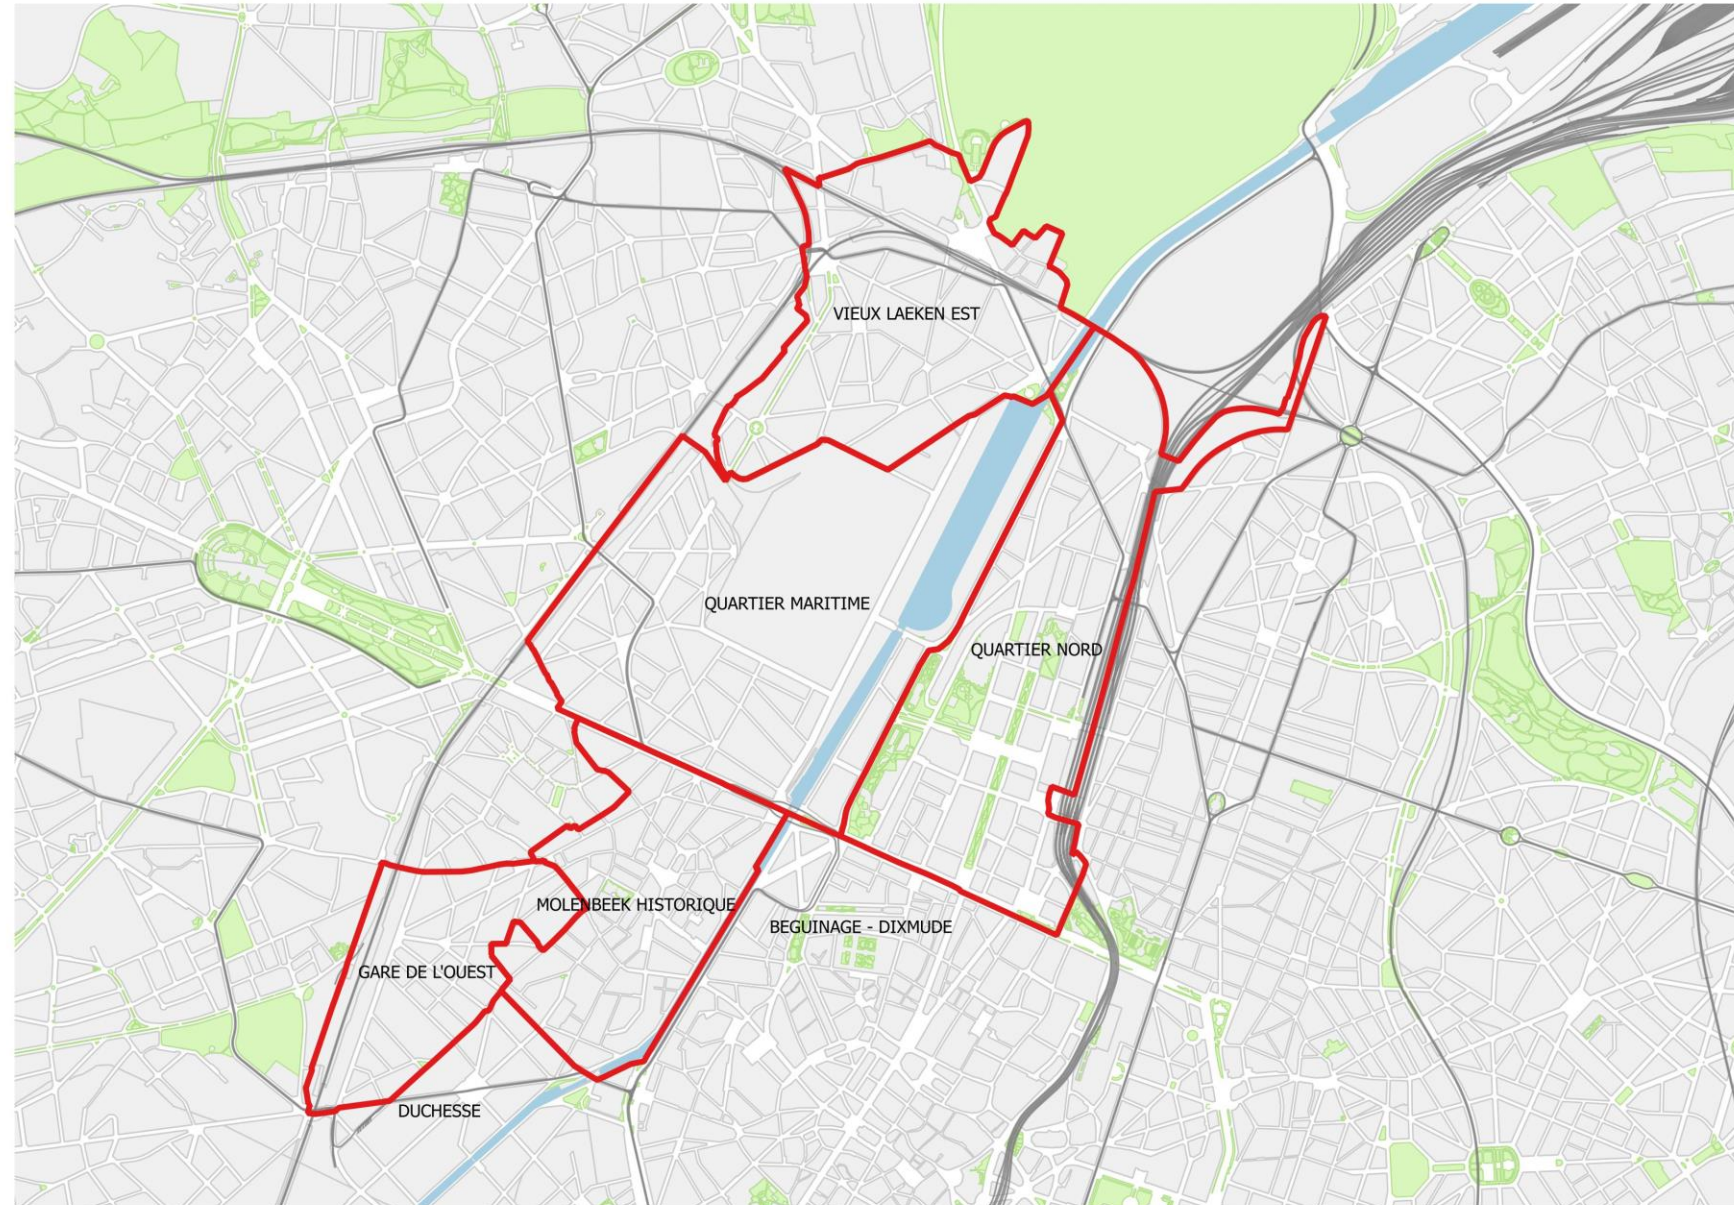 VIEUX LAEKEN EST
QUARTIER MARITIME
QUARTIER NORD
MOLENBEEK HISTORIQUE
BEGUINAGE - DIXMUDE
GARE DE L'OUEST
DUCHESSE